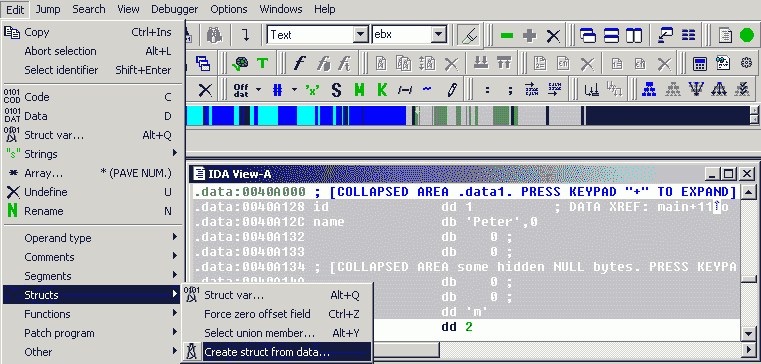 Edit Jump Search View Debugger Options Windows Help
Copy Ctrl+Ins
Abort selection Alt+L
Select identifier Shift+Enter
Text ebx
Code C
Data D
Struct var... Alt+Q
Strings
Array... * (PAVE NUM.)
Undefine U
Rename N
Operand type
Comments
Segments
Structs
Functions
Patch program
Other
Off dat # 'x' S M K
IDA View-A
.data:0040A000 ; [COLLAPSED AREA .data1. PRESS KEYPAD "+" TO EXPAND]
.data:0040A128 id dd 1 ; DATA XREF: main+11
.data:0040A12C name db 'Peter',0
.data:0040A132 db 0 ;
.data:0040A133 db 0 ;
.data:0040A134 ; [COLLAPSED AREA some hidden NULL bytes. PRESS KEYPA
db 0 ;
db 0 ;
dd 'm'
dd 2
Struct var... Alt+Q
Force zero offset field Ctrl+Z
Select union member... Alt+Y
Create struct from data...